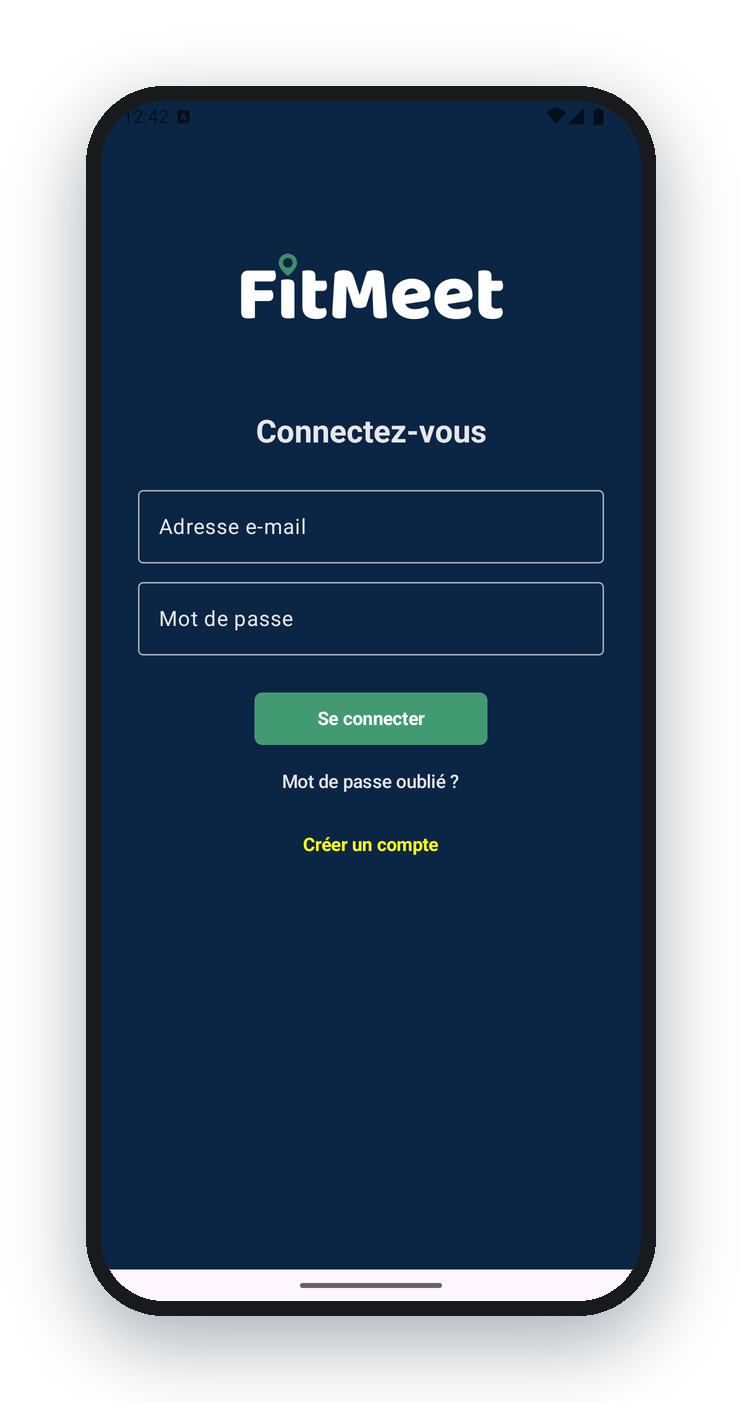 12:42 A
FitMeet
Connectez-vous
Adresse e-mail
Mot de passe
Se connecter
Mot de passe oublié ?
Créer un compte